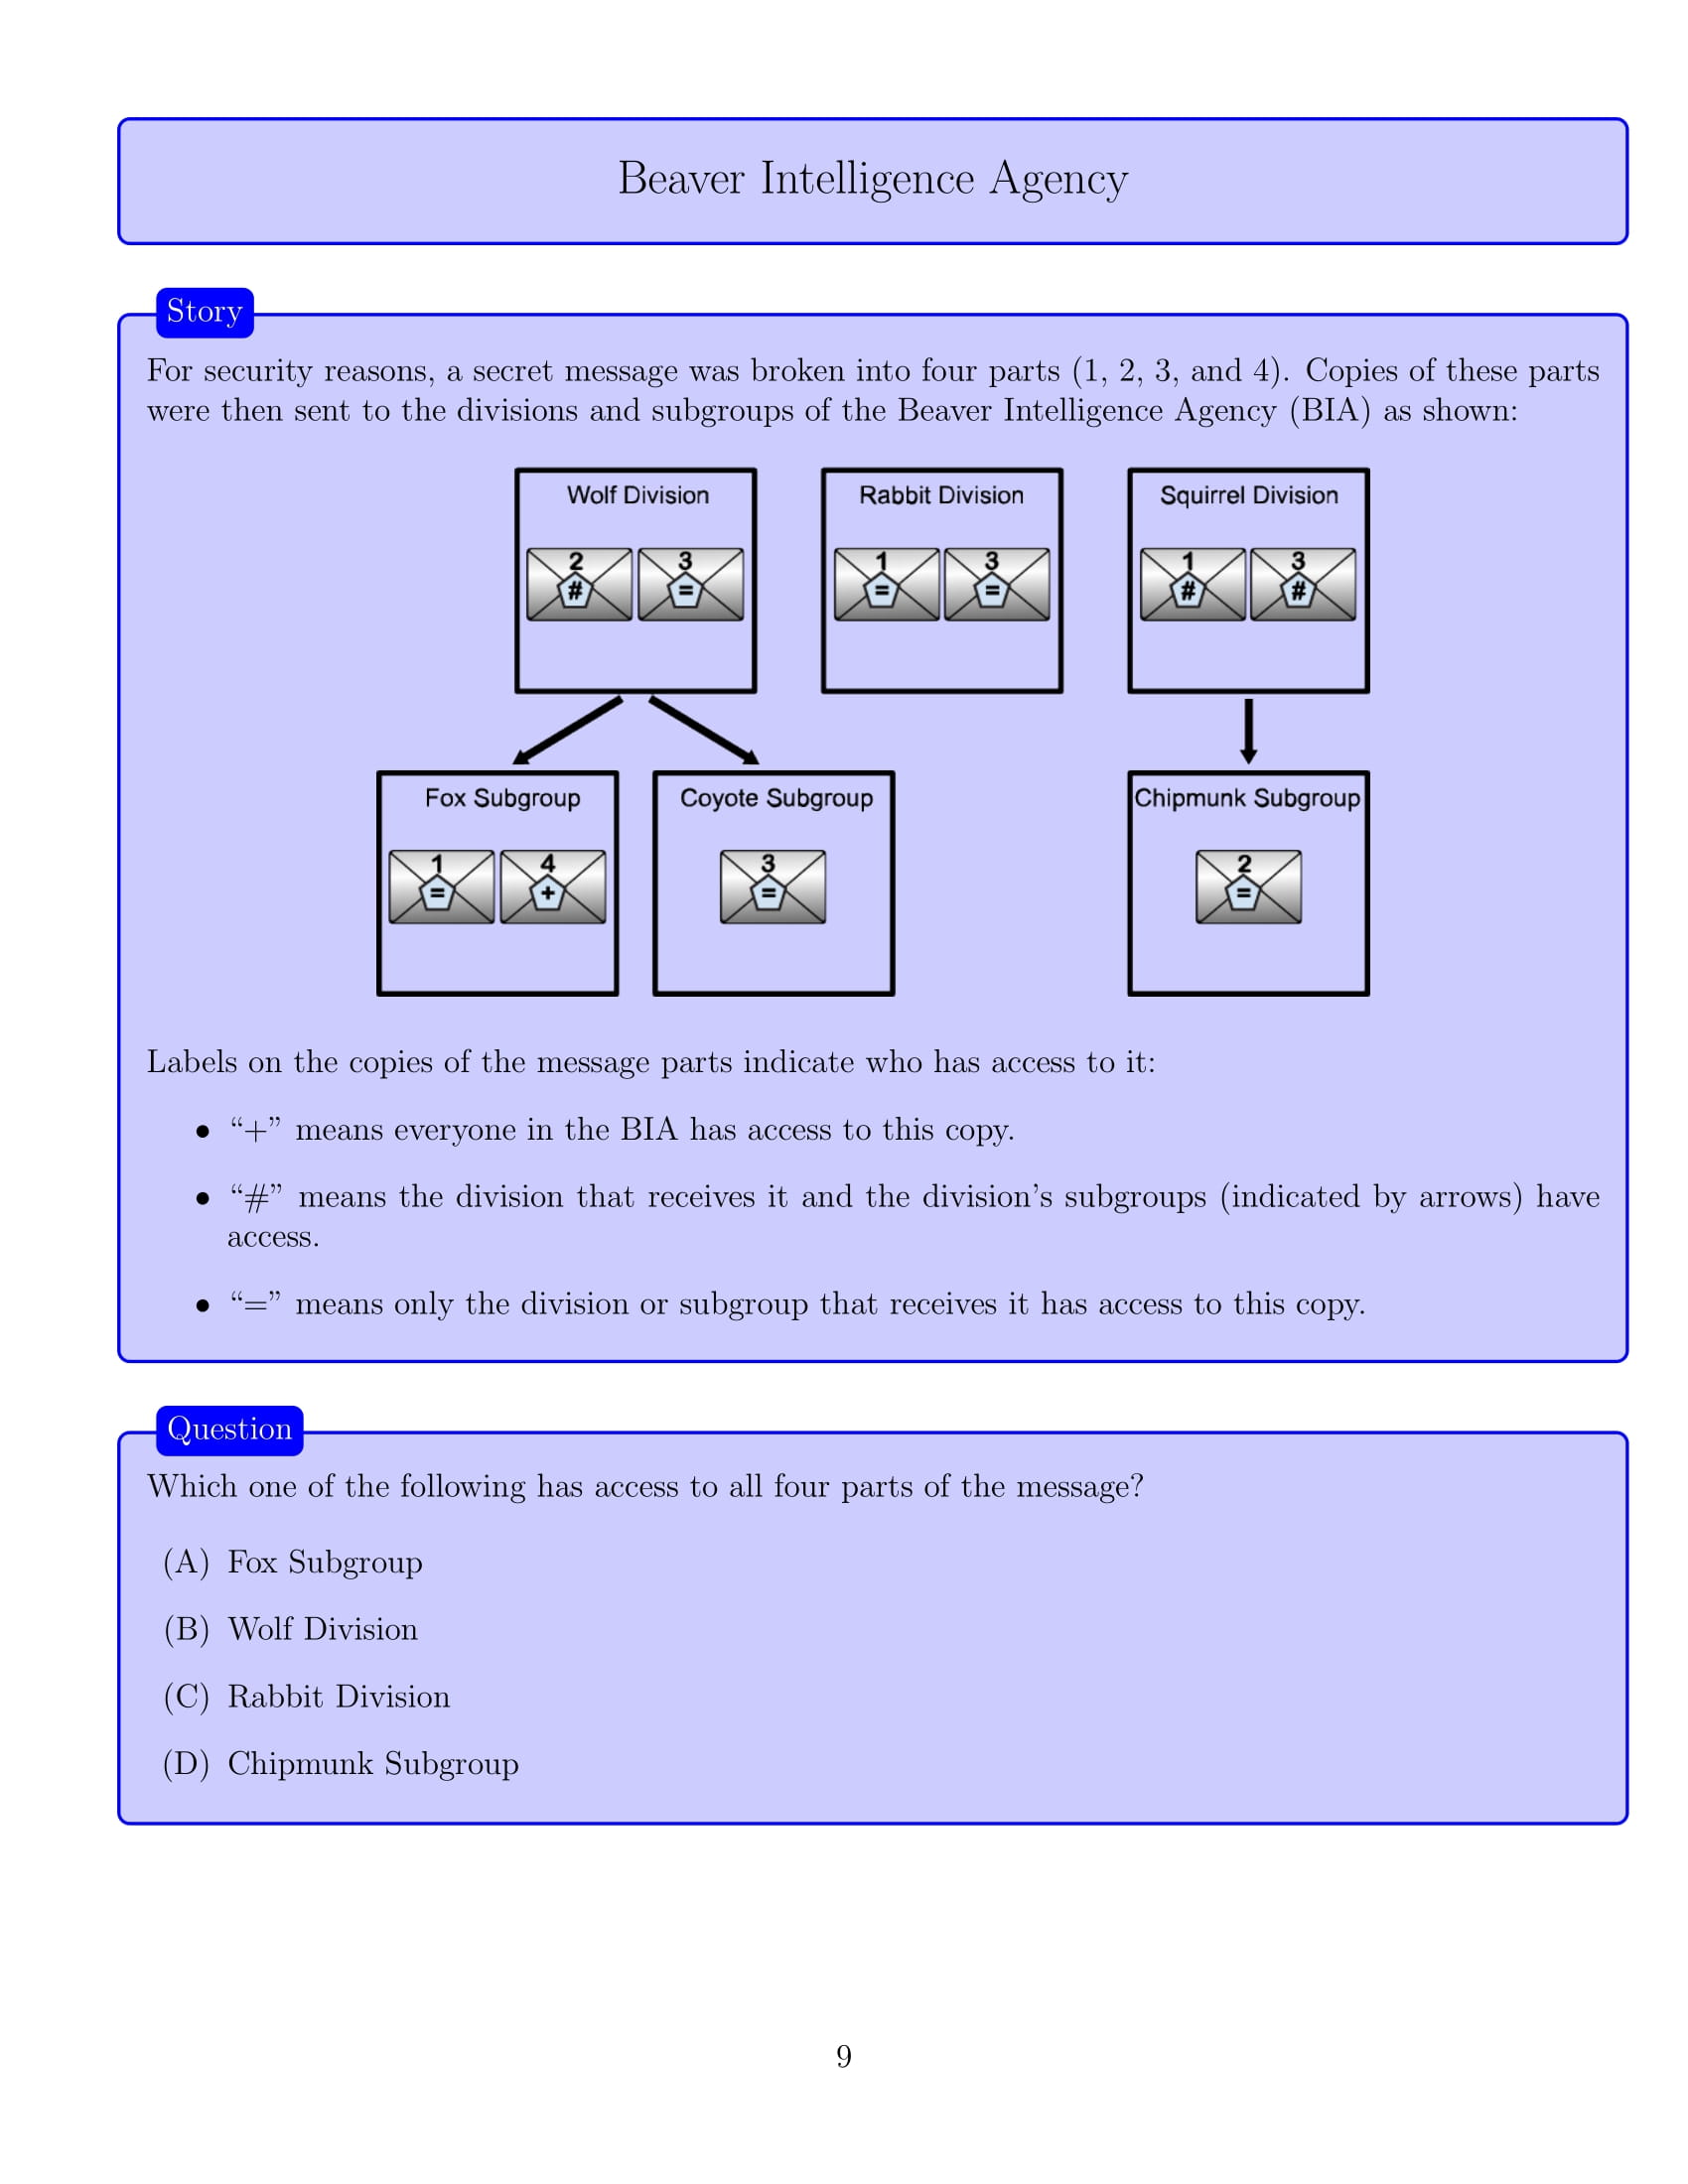 Beaver Intelligence Agency
Story
For security reasons, a secret message was broken into four parts (1, 2, 3, and 4). Copies of these parts
were then sent to the divisions and subgroups of the Beaver Intelligence Agency (BIA) as shown:
Wolf Division Rabbit Division Squirrel Division
2 3 1 3 1 3
# = = = # #
Fox Subgroup Coyote Subgroup Chipmunk Subgroup
1 4 3 2
= + = =
Labels on the copies of the message parts indicate who has access to it:
• “+” means everyone in the BIA has access to this copy.
• “#” means the division that receives it and the division’s subgroups (indicated by arrows) have
access.
• “=” means only the division or subgroup that receives it has access to this copy.
Question
Which one of the following has access to all four parts of the message?
(A) Fox Subgroup
(B) Wolf Division
(C) Rabbit Division
(D) Chipmunk Subgroup
9